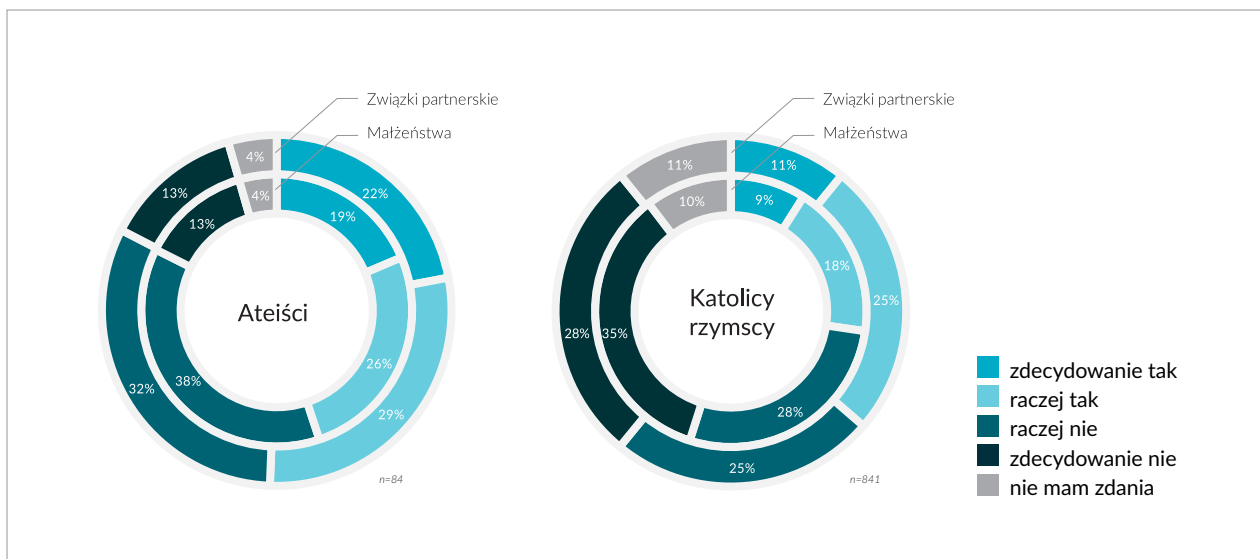 Związki partnerskie
Małżeństwa
4%
22%
13%
4%
19%
13%
Ateiści
26%
38%
32%
29%
n=84
Związki partnerskie
Małżeństwa
11%
11%
10%
9%
18%
Katolicy
rzymscy
25%
28%
35%
28%
25%
n=841
zdecydowanie tak
raczej tak
raczej nie
zdecydowanie nie
nie mam zdania